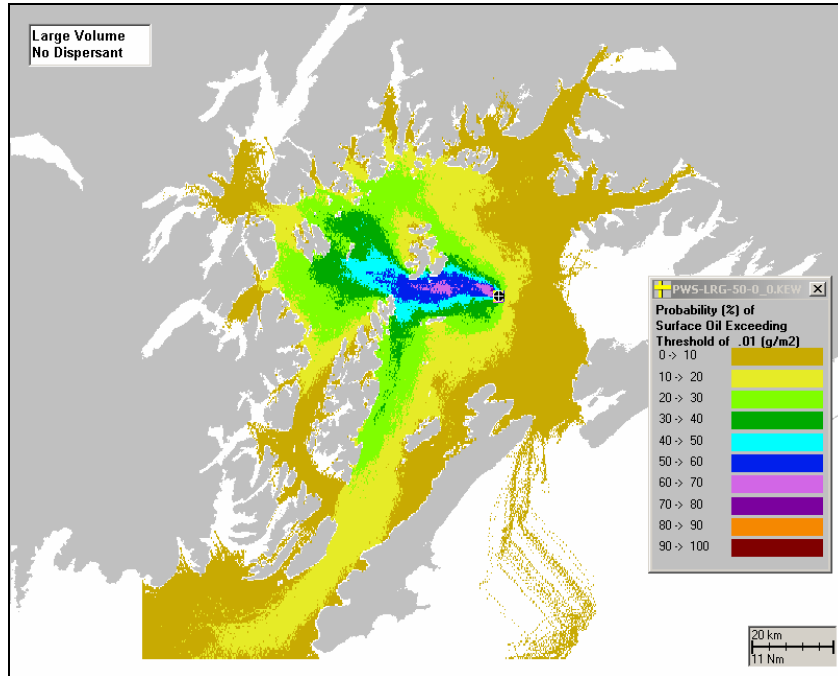 Large Volume
No Dispersant
PWS-LRG-50-0_0.KEW
Probability (%) of
Surface Oil Exceeding
Threshold of .01 (g/m2)
0 -> 10
10 -> 20
20 -> 30
30 -> 40
40 -> 50
50 -> 60
60 -> 70
70 -> 80
80 -> 90
90 -> 100
20 km
11 Nm